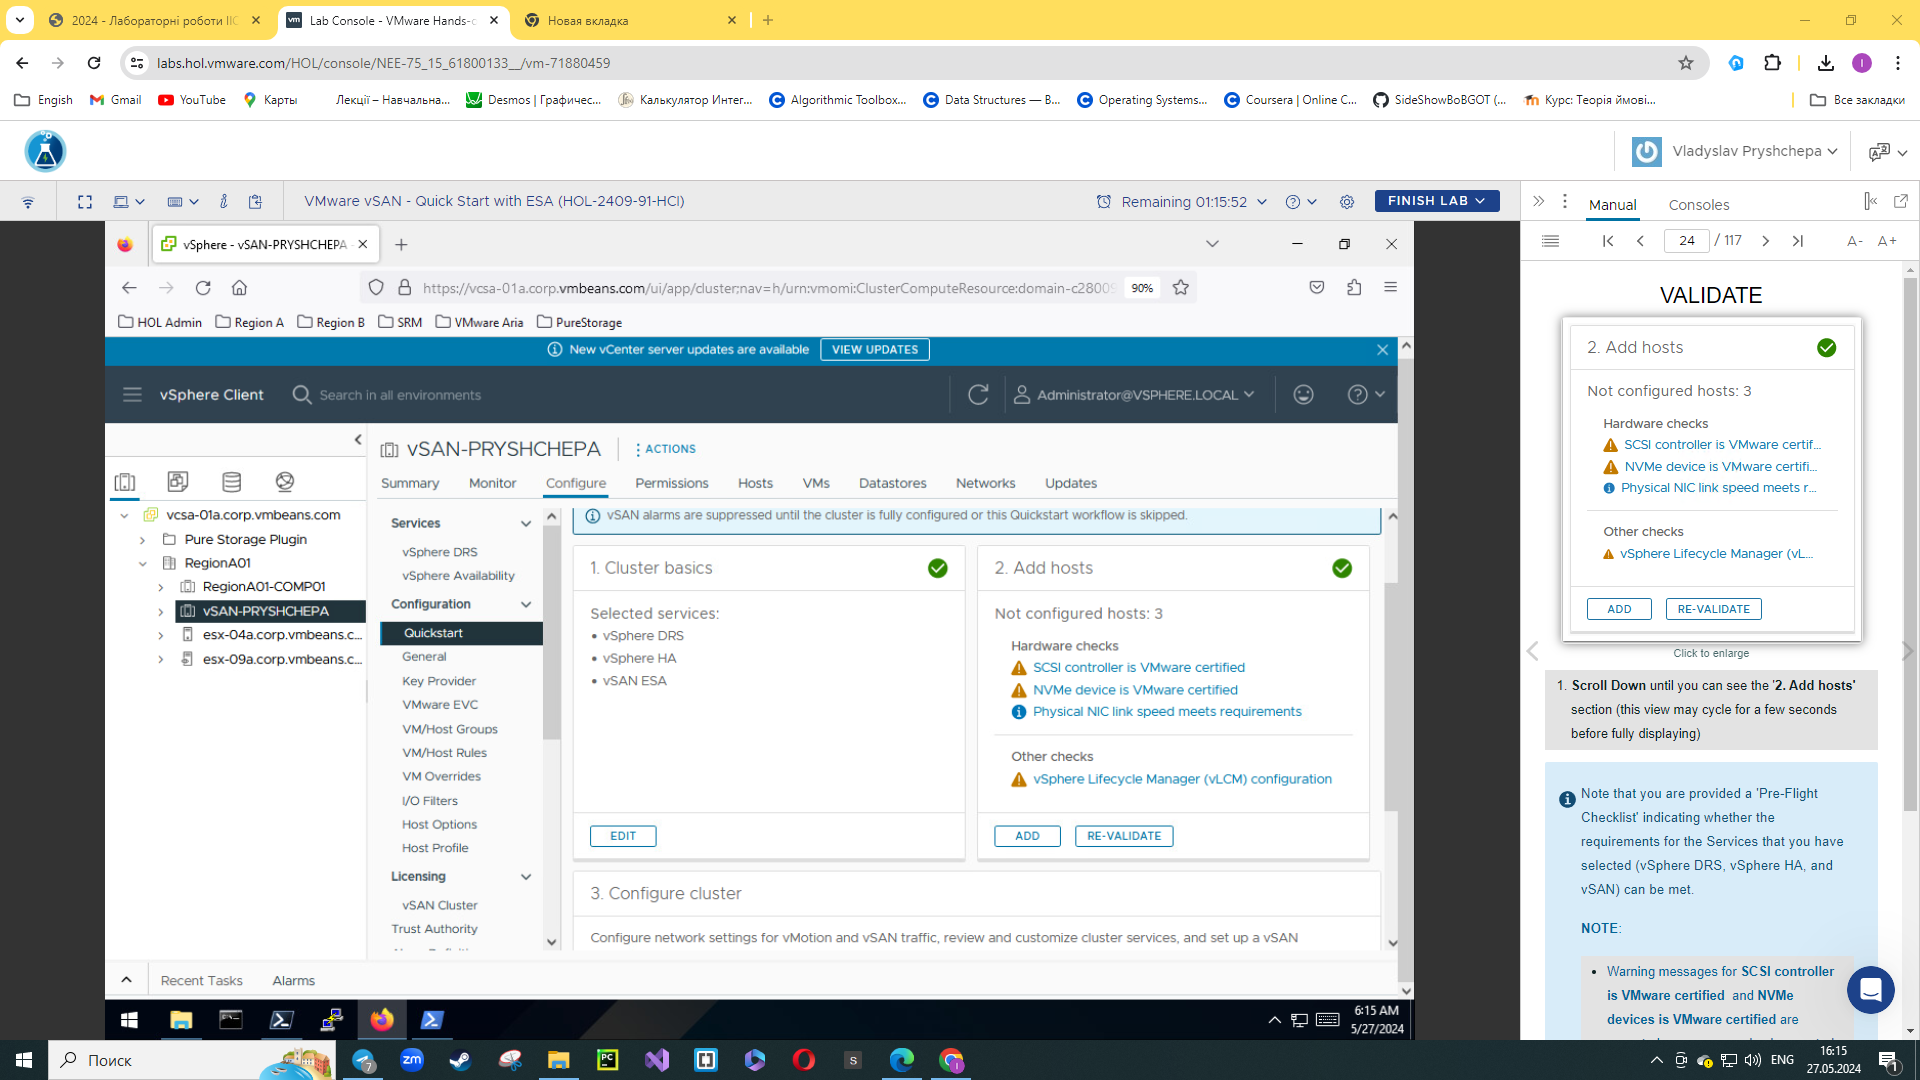 2024 - Лабораторні роботи ІІС
Lab Console - VMware Hands-o
Новая вкладка
labs.hol.vmware.com/HOL/console/NEE-75_15_61800133__/vm-71880459
Engish
Gmail
YouTube
Карты
Лекції – Навчальна...
Desmos | Графичес...
Калькулятор Интег...
Algorithmic Toolbox...
Data Structures — B...
Operating Systems...
Coursera | Online C...
SideShowBoBGOT (...
Курс: Теорія ймові...
Все закладки
Vladyslav Pryshchepa
VMware vSAN - Quick Start with ESA (HOL-2409-91-HCI)
Remaining 01:15:52
FINISH LAB
Manual
Consoles
24 / 117
A- A+
vSphere - vSAN-PRYSHCHEPA
https://vcsa-01a.corp.vmbeans.com/ui/app/cluster;nav=h/urn:vmomi:ClusterComputeResource:domain-c28009
90%
HOL Admin
Region A
Region B
SRM
VMware Aria
PureStorage
New vCenter server updates are available
VIEW UPDATES
vSphere Client
Search in all environments
Administrator@VSPHERE.LOCAL
vcsa-01a.corp.vmbeans.com
Pure Storage Plugin
RegionA01
RegionA01-COMP01
vSAN-PRYSHCHEPA
esx-04a.corp.vmbeans.c...
esx-09a.corp.vmbeans.c...
vSAN-PRYSHCHEPA
ACTIONS
Summary
Monitor
Configure
Permissions
Hosts
VMs
Datastores
Networks
Updates
Services
vSphere DRS
vSphere Availability
Configuration
Quickstart
General
Key Provider
VMware EVC
VM/Host Groups
VM/Host Rules
VM Overrides
I/O Filters
Host Options
Host Profile
Licensing
vSAN Cluster
Trust Authority
vSAN alarms are suppressed until the cluster is fully configured or this Quickstart workflow is skipped.
1. Cluster basics
Selected services:
• vSphere DRS
• vSphere HA
• vSAN ESA
EDIT
2. Add hosts
Not configured hosts: 3
Hardware checks
SCSI controller is VMware certified
NVMe device is VMware certified
Physical NIC link speed meets requirements
Other checks
vSphere Lifecycle Manager (vLCM) configuration
ADD
RE-VALIDATE
3. Configure cluster
Configure network settings for vMotion and vSAN traffic, review and customize cluster services, and set up a vSAN
Recent Tasks
Alarms
6:15 AM
5/27/2024
VALIDATE
2. Add hosts
Not configured hosts: 3
Hardware checks
SCSI controller is VMware certif...
NVMe device is VMware certifi...
Physical NIC link speed meets r...
Other checks
vSphere Lifecycle Manager (vL...
ADD
RE-VALIDATE
Click to enlarge
1. Scroll Down until you can see the '2. Add hosts'
section (this view may cycle for a few seconds
before fully displaying)
Note that you are provided a 'Pre-Flight
Checklist' indicating whether the
requirements for the Services that you have
selected (vSphere DRS, vSphere HA, and
vSAN) can be met.
NOTE:
• Warning messages for SCSI controller
is VMware certified and NVMe
devices is VMware certified are
Поиск
7
ENG
16:15
27.05.2024
1